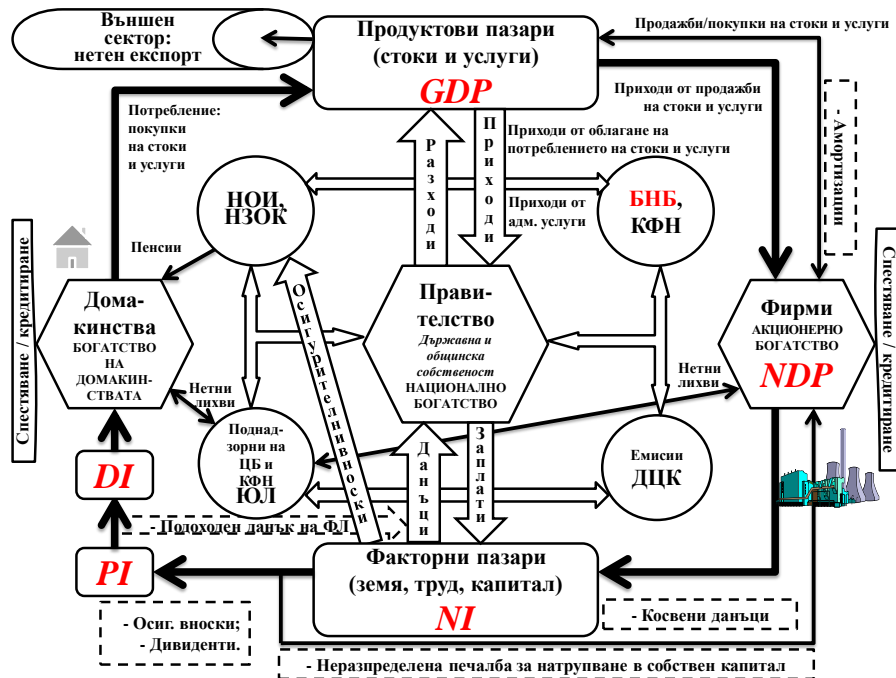 Външен
сектор:
нетен експорт
Продуктови пазари
(стоки и услуги)
GDP
Продажби/покупки на стоки и услуги
Потребление:
покупки
на стоки
и услуги
Приходи от продажби
на стоки и услуги
- Амортизации
Разходи
Приходи
Приходи от облагане на
потреблението на стоки и услуги
Приходи от
адм. услуги
НОИ,
НЗОК
БНБ,
КФН
Пенсии
Спестяване / кредитиране
Дома-
кинства
БОГАТСТВО
НА
ДОМАКИН-
СТВАТА
Осигурителнивноски
Прави-
телство
Държавна и
общинска
собственост
НАЦИОНАЛНО
БОГАТСТВО
Фирми
АКЦИОНЕРНО
БОГАТСТВО
NDP
Спестяване / кредитиране
Нетни
лихви
Нетни
лихви
Поднад-
зорни на
ЦБ и
КФН
ЮЛ
Данъци
Заплати
Емисии
ДЦК
DI
- Подоходен данък на ФЛ
PI
Факторни пазари
(земя, труд, капитал)
NI
- Осиг. вноски;
- Дивиденти.
- Косвени данъци
- Неразпределена печалба за натрупване в собствен капитал